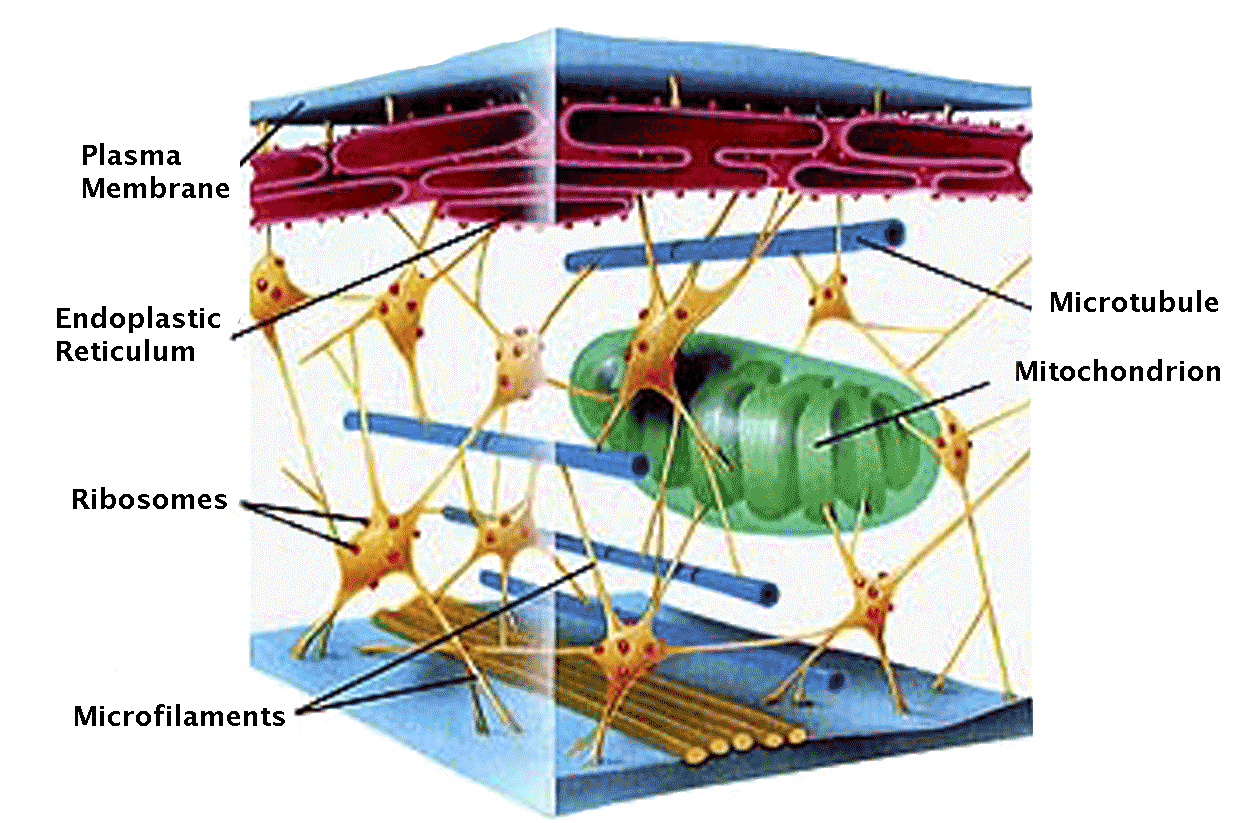 Plasma
Membrane
Endoplastic
Reticulum
Microtubule
Mitochondrion
Ribosomes
Microfilaments